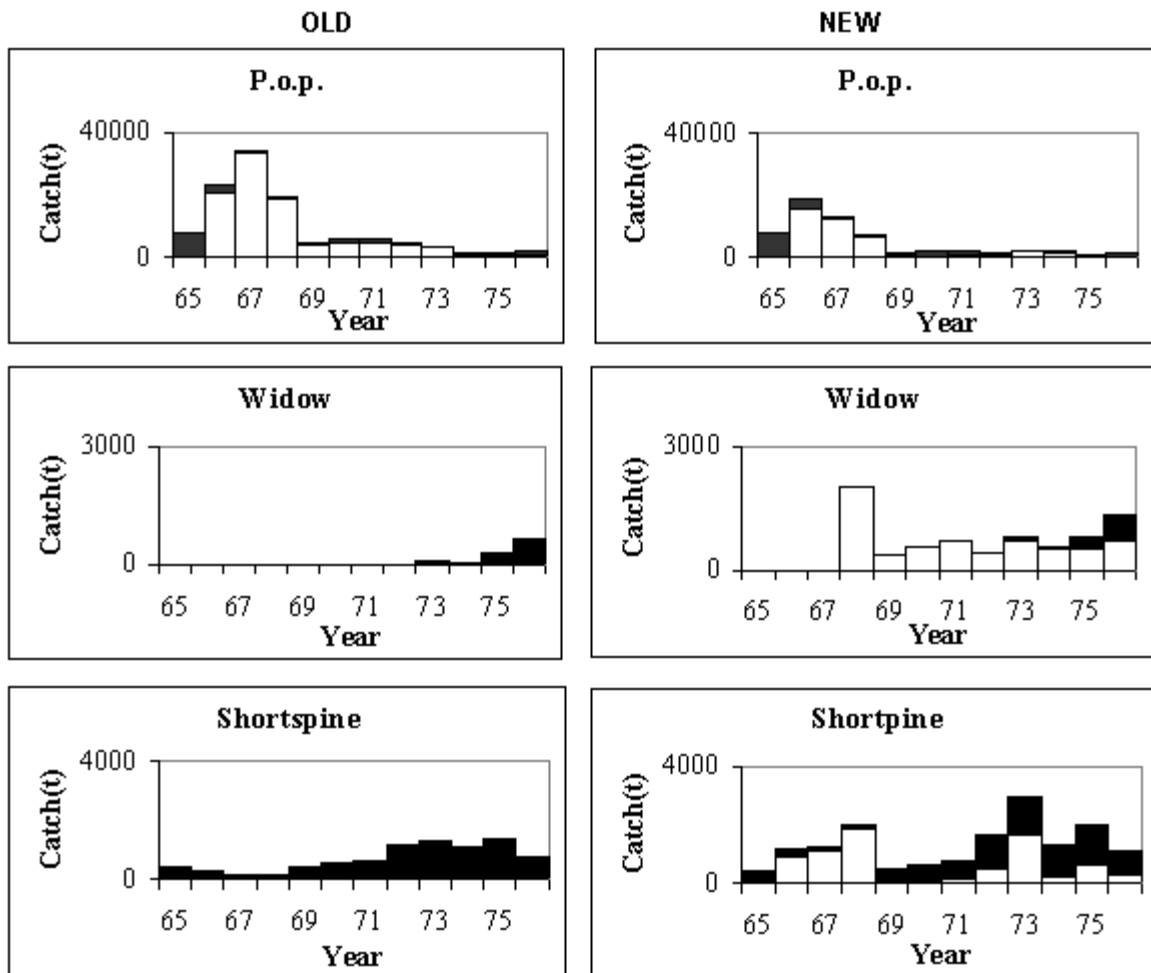 OLD
NEW
P.o.p.
Catch(t)
40000
0
65 67 69 71 73 75
Year
P.o.p.
Catch(t)
40000
0
65 67 69 71 73 75
Year
Widow
Catch(t)
3000
0
65 67 69 71 73 75
Year
Widow
Catch(t)
3000
0
65 67 69 71 73 75
Year
Shortspine
Catch(t)
4000
0
65 67 69 71 73 75
Year
Shortpine
Catch(t)
4000
0
65 67 69 71 73 75
Year